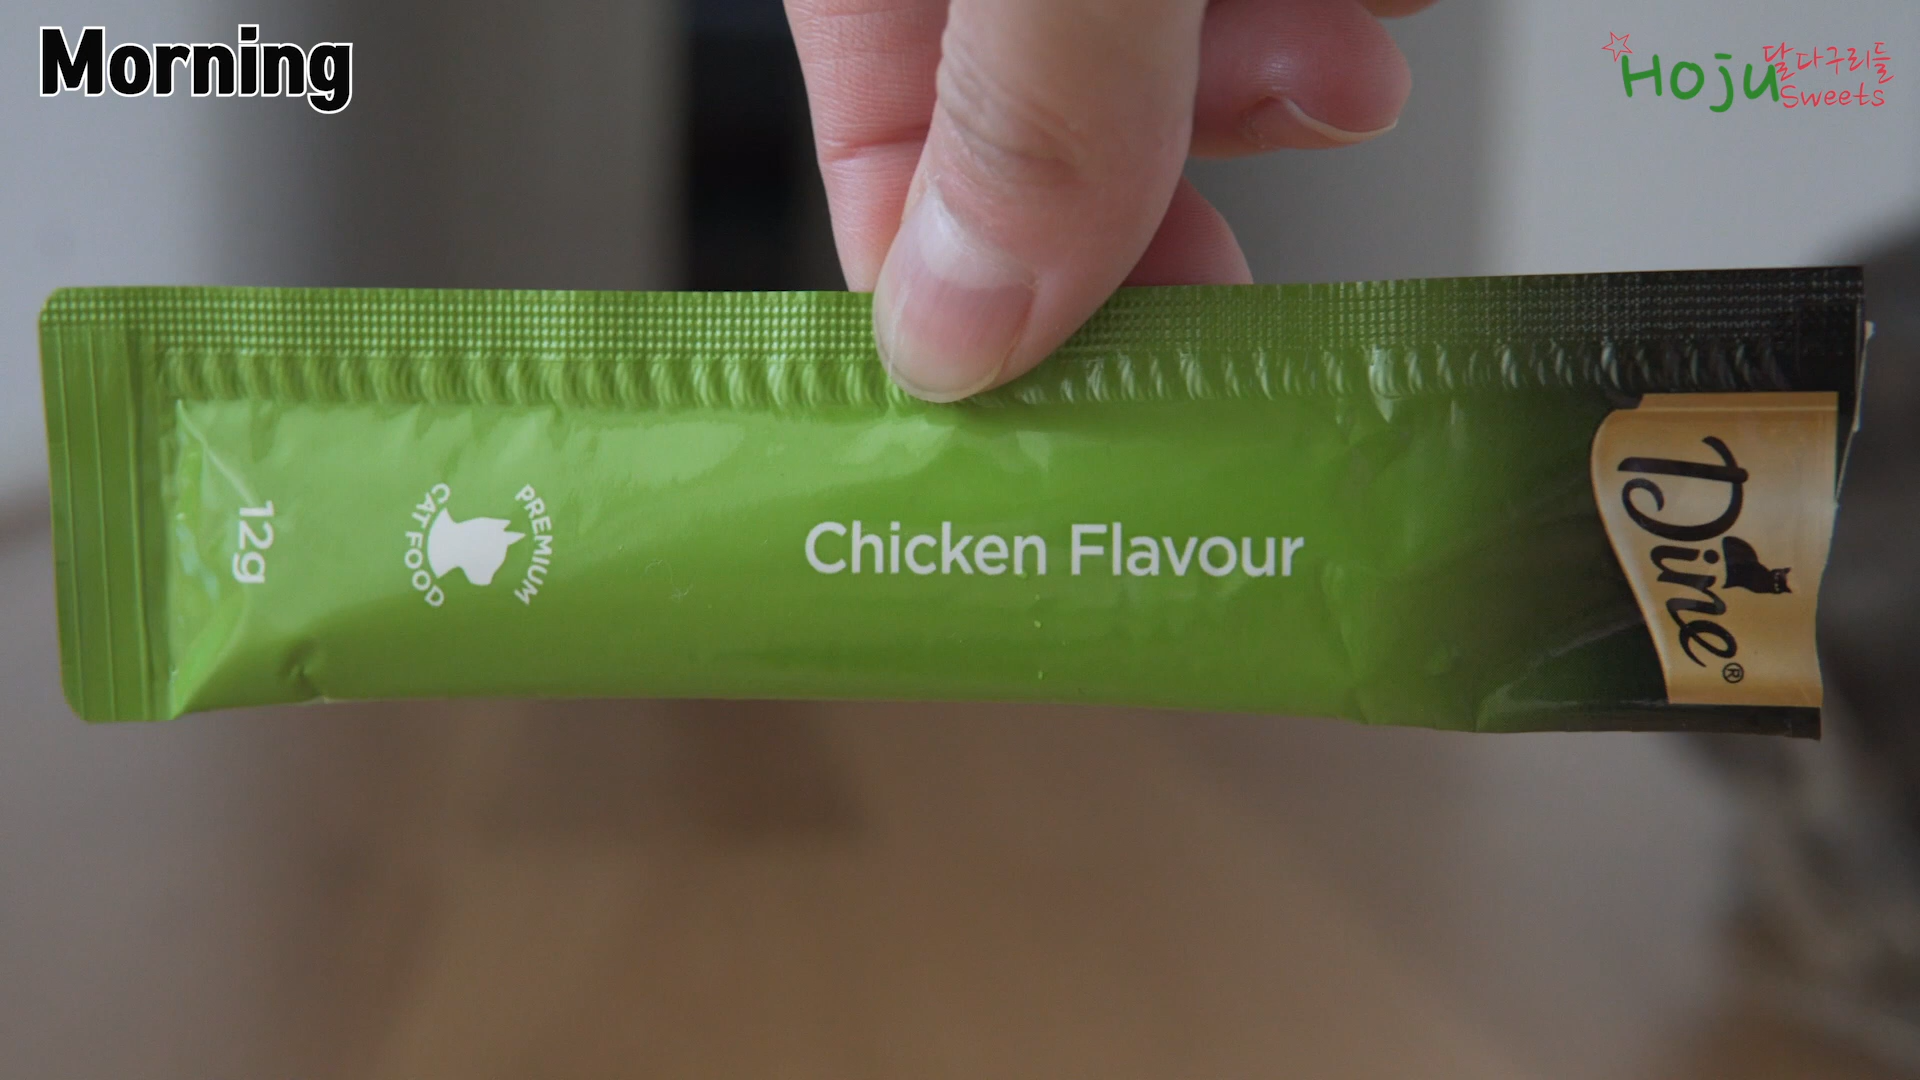 Morning
Hoju
달다구리들
Sweets
12g
PREMIUM
CAT FOOD
Chicken Flavour
Dine®